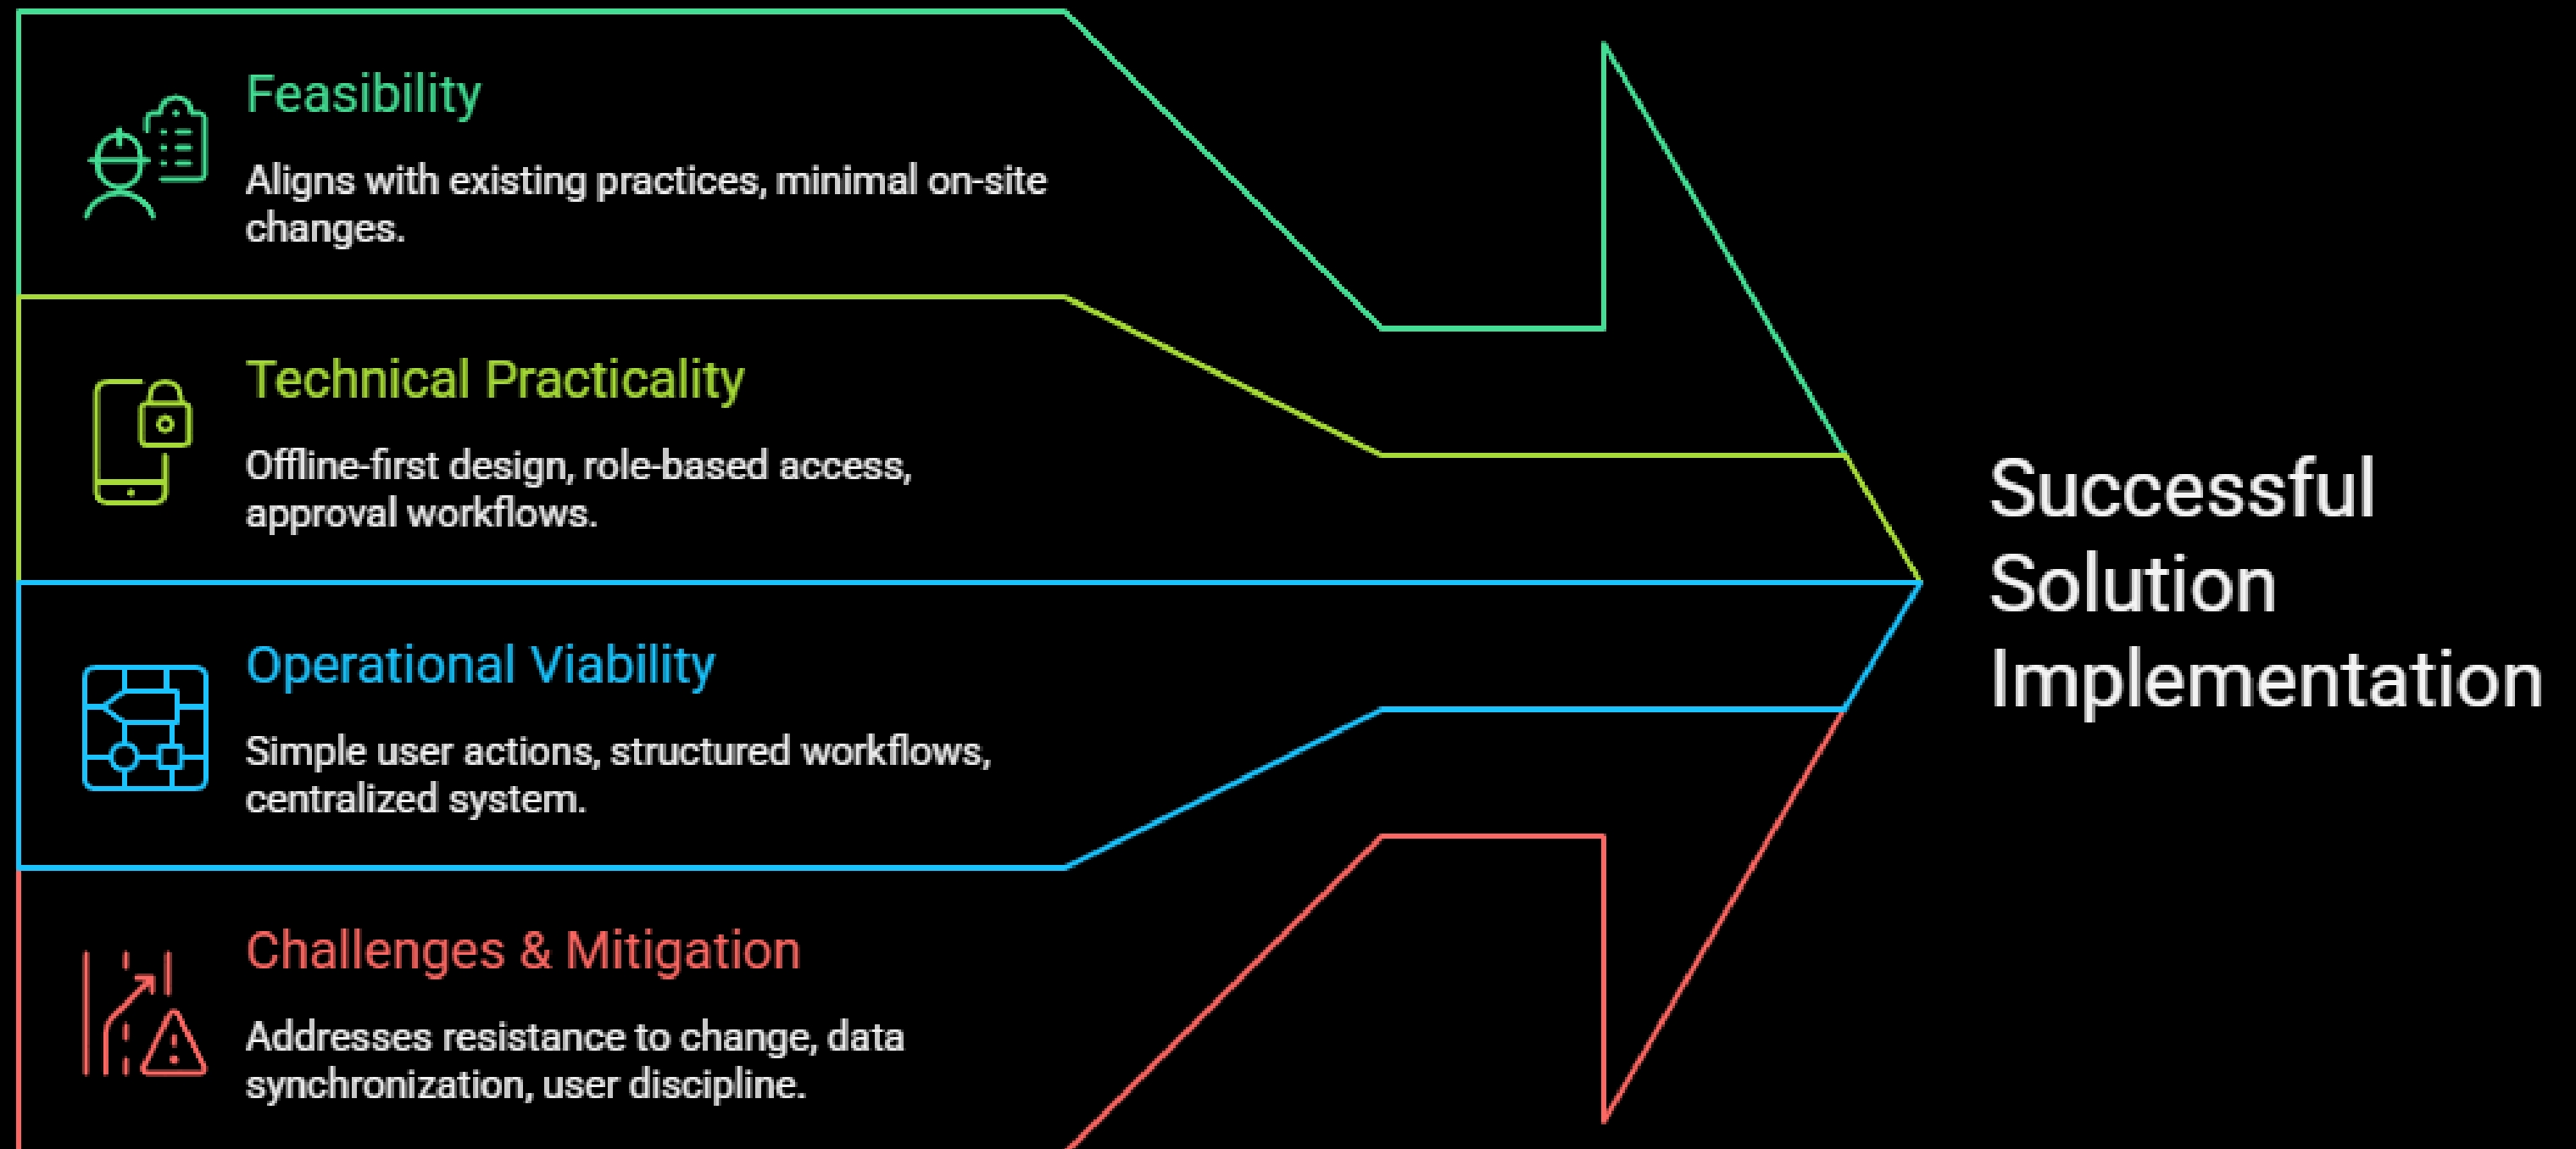 Feasibility
Aligns with existing practices, minimal on-site
changes.
Technical Practicality
Offline-first design, role-based access,
approval workflows.
Operational Viability
Simple user actions, structured workflows,
centralized system.
Challenges & Mitigation
Addresses resistance to change, data
synchronization, user discipline.
Successful
Solution
Implementation